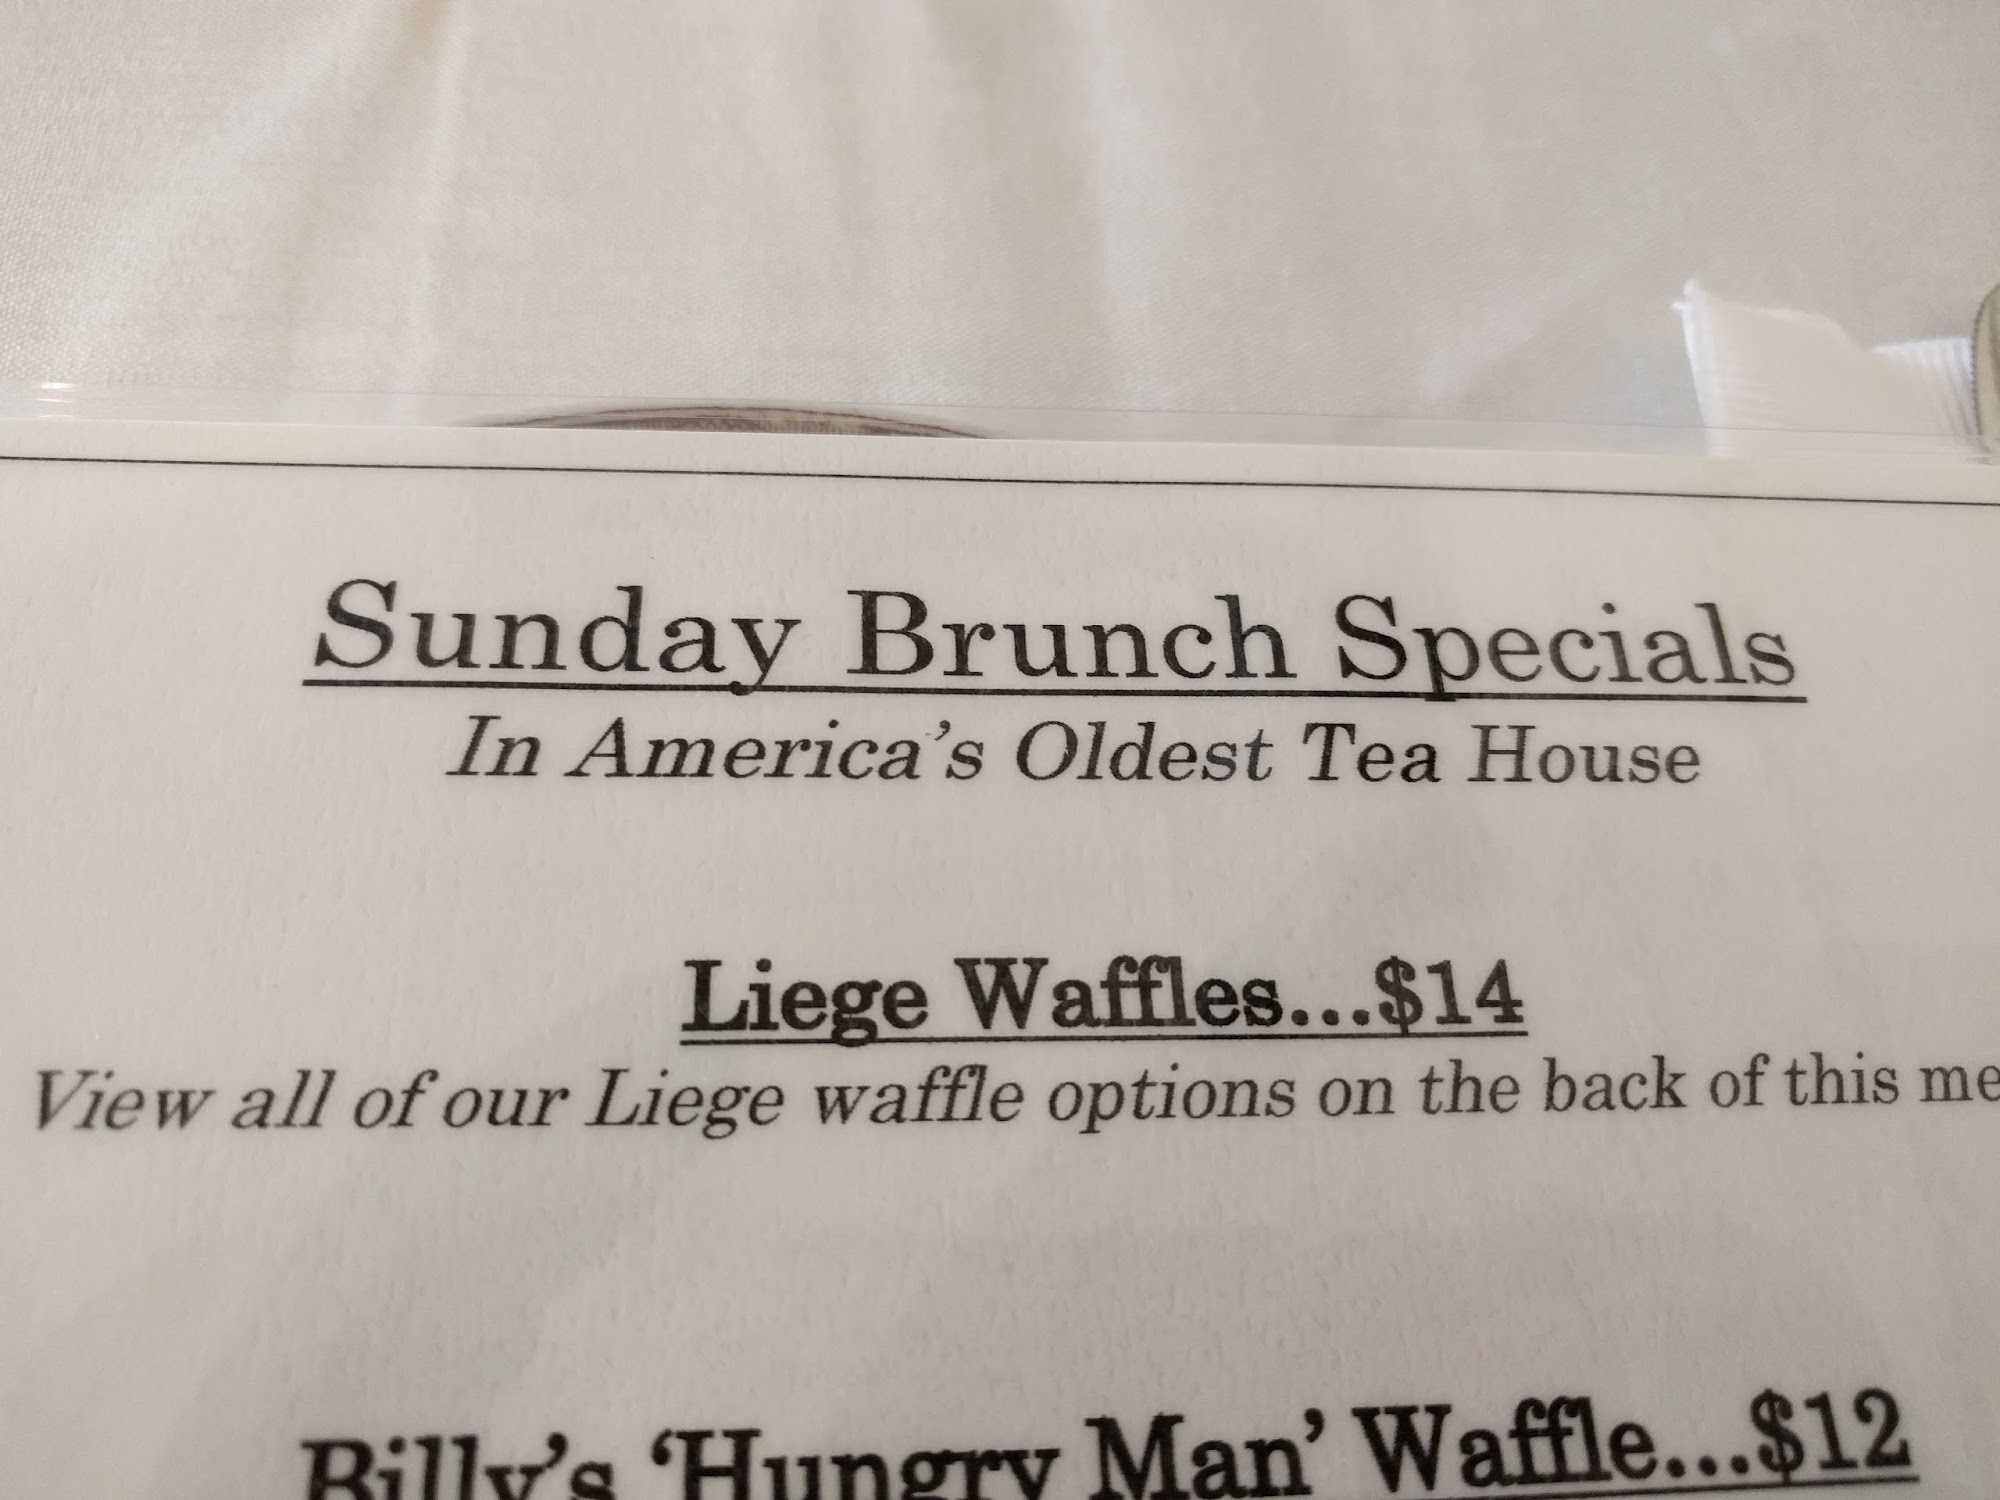 Sunday Brunch Specials
In America's Oldest Tea House
Liege Waffles...$14
View all of our Liege waffle options on the back of this me
Billy's 'Hungry Man' Waffle...$12